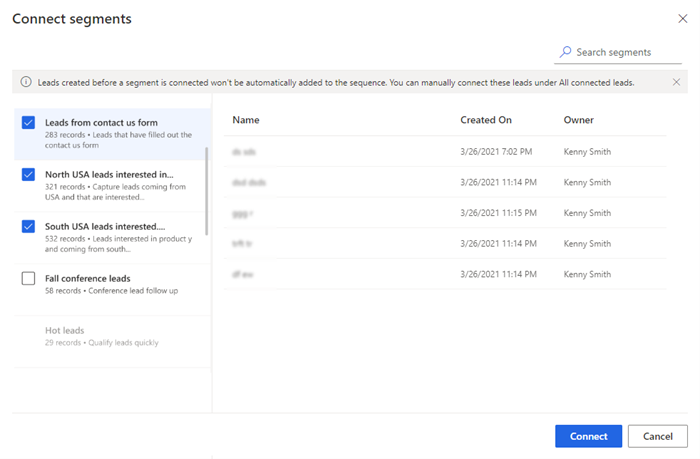 Connect segments
Search segments
Leads created before a segment is connected won't be automatically added to the sequence. You can manually connect these leads under All connected leads.
Leads from contact us form
283 records • Leads that have filled out the
contact us form
North USA leads interested in...
321 records • Capture leads coming from
USA and that are interested...
South USA leads interested....
532 records • Leads interested in product y
and coming from south...
Fall conference leads
58 records • Conference lead follow up
Hot leads
29 records • Qualify leads quickly
Name Created On Owner
3/26/2021 7:02 PM Kenny Smith
3/26/2021 11:14 PM Kenny Smith
3/26/2021 11:15 PM Kenny Smith
3/26/2021 11:14 PM Kenny Smith
3/26/2021 11:14 PM Kenny Smith
Connect Cancel